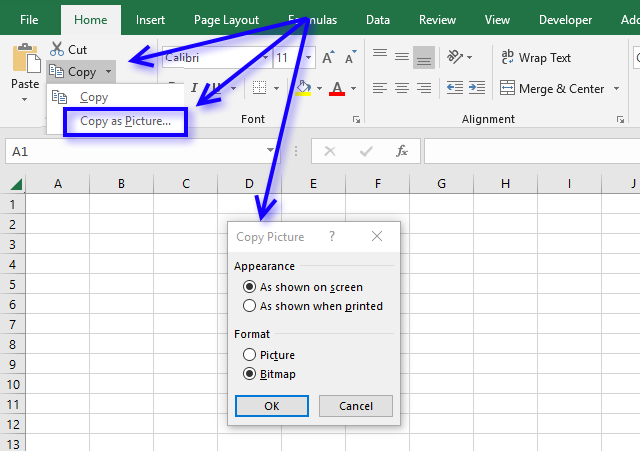 File Home Insert Page Layout Formulas Data Review View Developer Add
Cut
Calibri 11 A A ab Wrap Text
Copy
Paste
B I U A Merge & Center
Copy
Copy as Picture...
Font Alignment
A1 fx
A B C D E F G H I J
1
2
Copy Picture ?
3
4
Appearance
5
As shown on screen
6
As shown when printed
7
Format
8
Picture
9
Bitmap
10
11
OK Cancel
12
13